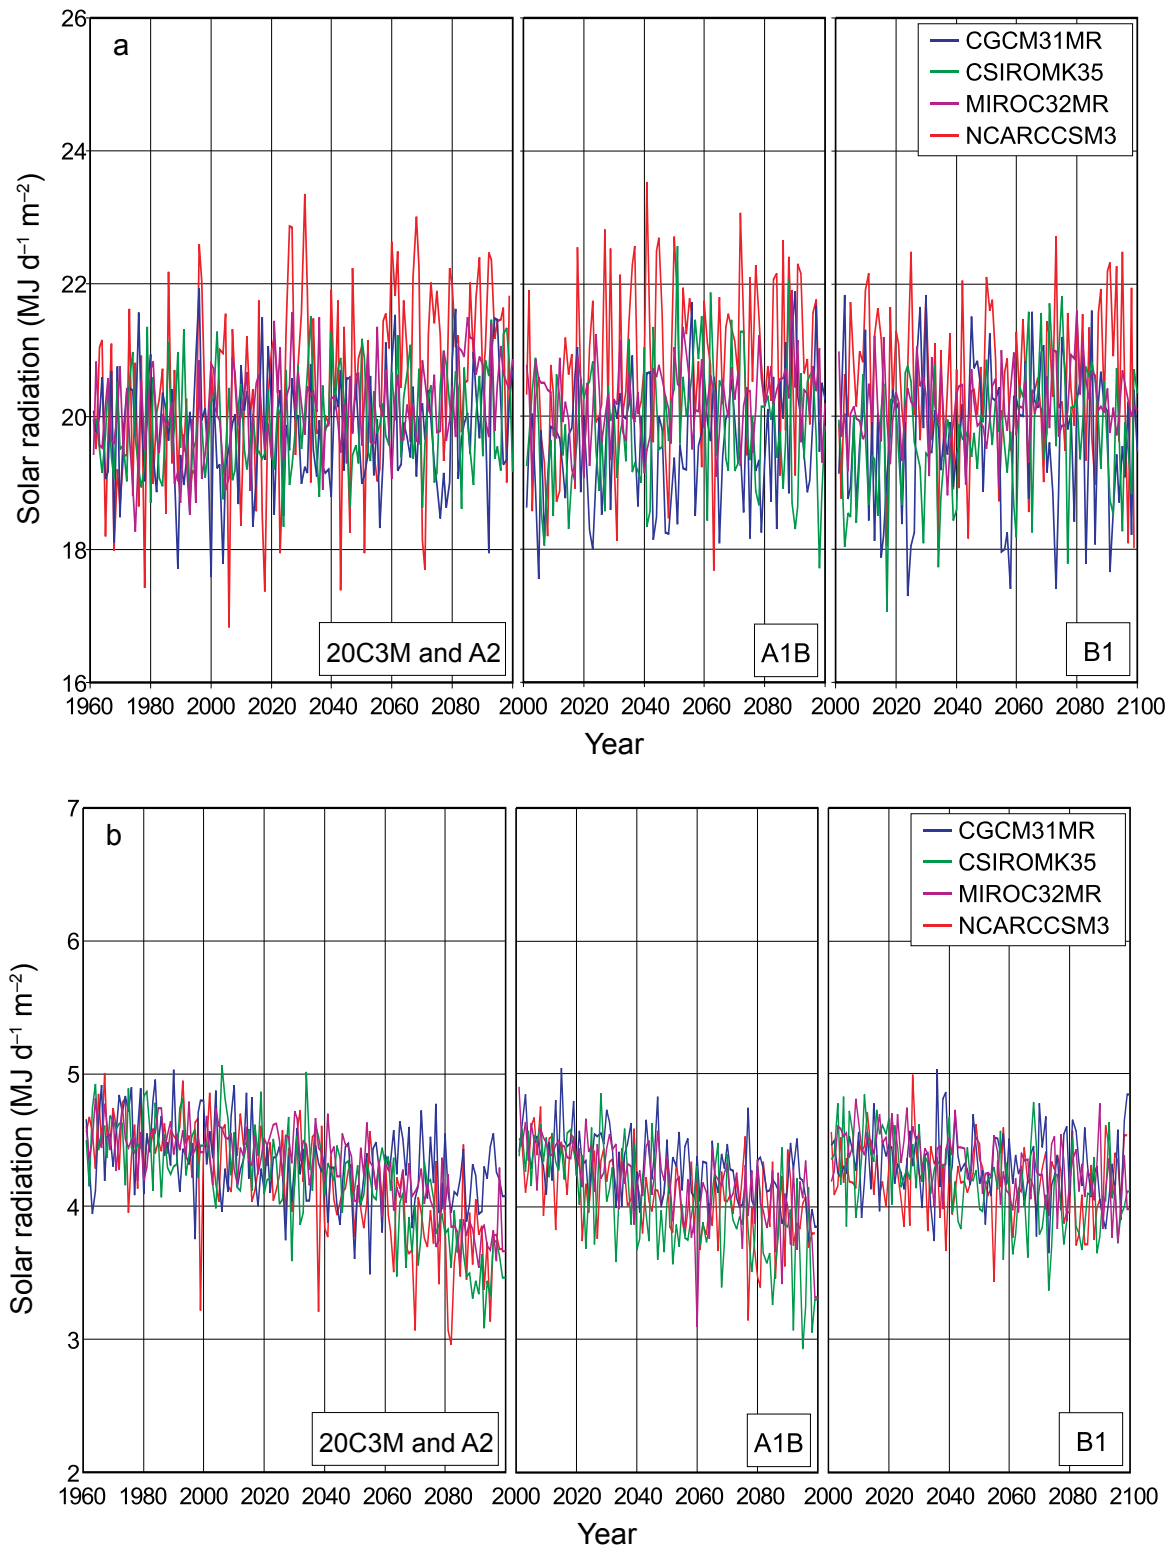 26
24
22
20
18
16
Solar radiation (MJ d⁻¹ m⁻²)
a
CGCM31MR
CSIROMK35
MIROC32MR
NCARCCSM3
20C3M and A2
A1B
B1
1960 1980 2000 2020 2040 2060 2080 2000 2020 2040 2060 2080 2000 2020 2040 2060 2080 2100
Year
7
6
5
4
3
2
Solar radiation (MJ d⁻¹ m⁻²)
b
CGCM31MR
CSIROMK35
MIROC32MR
NCARCCSM3
20C3M and A2
A1B
B1
1960 1980 2000 2020 2040 2060 2080 2000 2020 2040 2060 2080 2000 2020 2040 2060 2080 2100
Year